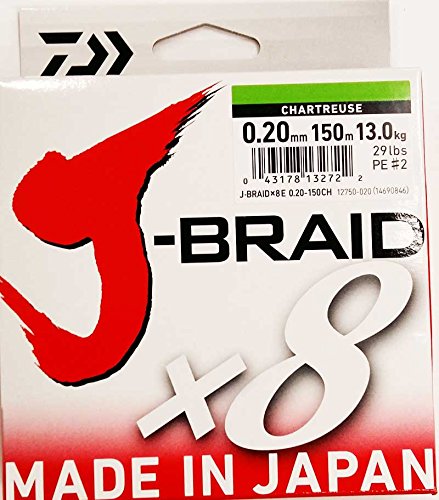 CHARTREUSE
0.20mm 150m 13.0kg
29lbs
PE #2
0 43178 13272 2
J-BRAID×8E 0.20-150CH 12750-020 (14690846)
J-BRAID
×8
MADE IN JAPAN